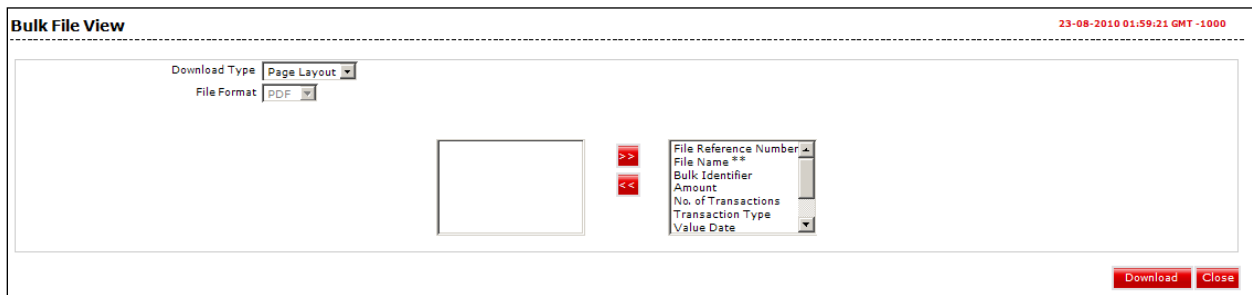 Bulk File View
23-08-2010 01:59:21 GMT -1000
Download Type Page Layout
File Format PDF
>>
<<
File Reference Number
File Name **
Bulk Identifier
Amount
No. of Transactions
Transaction Type
Value Date
Download Close